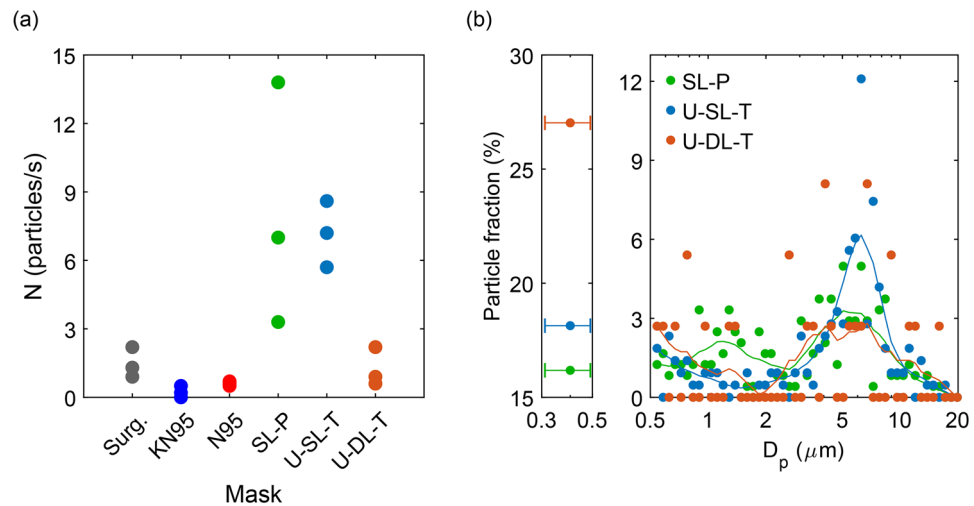 (a)
15
12
9
6
3
0
N (particles/s)
Surg.
KN95
N95
SL-P
U-SL-T
U-DL-T
Mask
(b)
30
25
20
15
Particle fraction (%)
0.3
0.5
12
9
6
3
0
SL-P
U-SL-T
U-DL-T
0.5
1
2
5
10
20
Dp (μm)